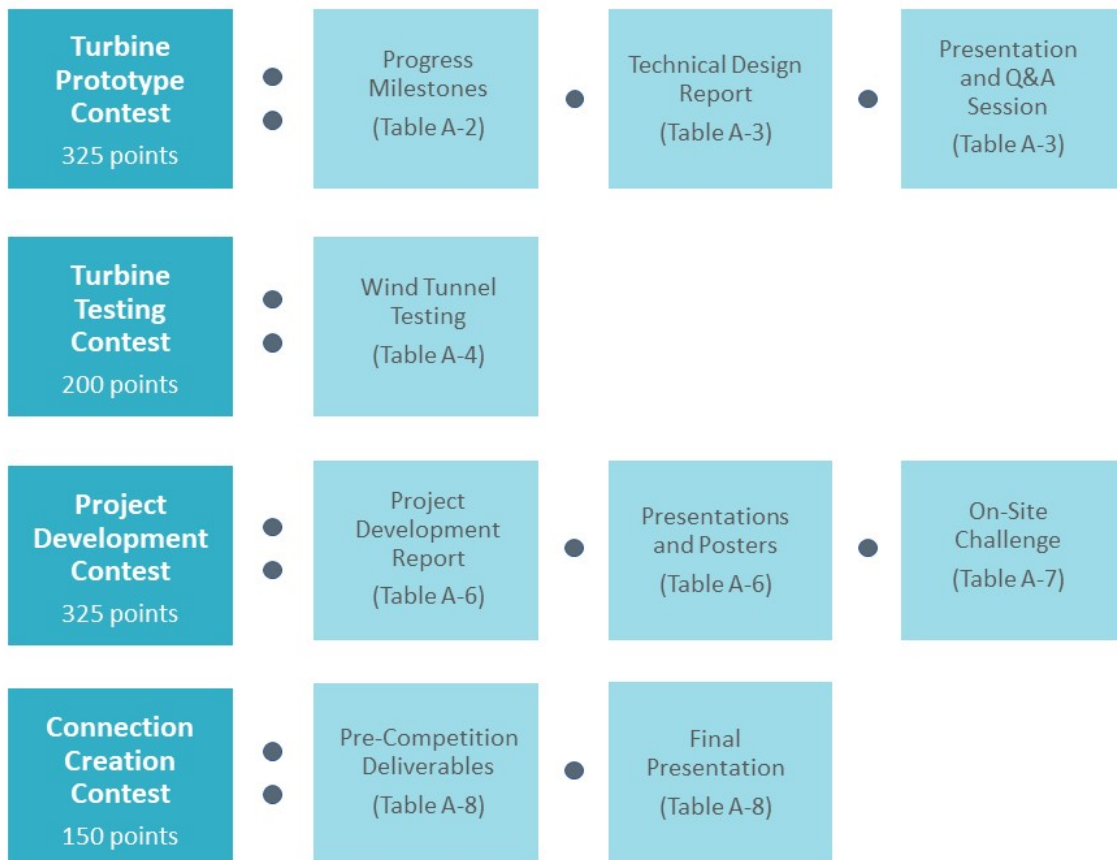 Turbine
Prototype
Contest
325 points
Progress
Milestones
(Table A-2)
Technical Design
Report
(Table A-3)
Presentation
and Q&A
Session
(Table A-3)
Turbine
Testing
Contest
200 points
Wind Tunnel
Testing
(Table A-4)
Project
Development
Contest
325 points
Project
Development
Report
(Table A-6)
Presentations
and Posters
(Table A-6)
On-Site
Challenge
(Table A-7)
Connection
Creation
Contest
150 points
Pre-Competition
Deliverables
(Table A-8)
Final
Presentation
(Table A-8)